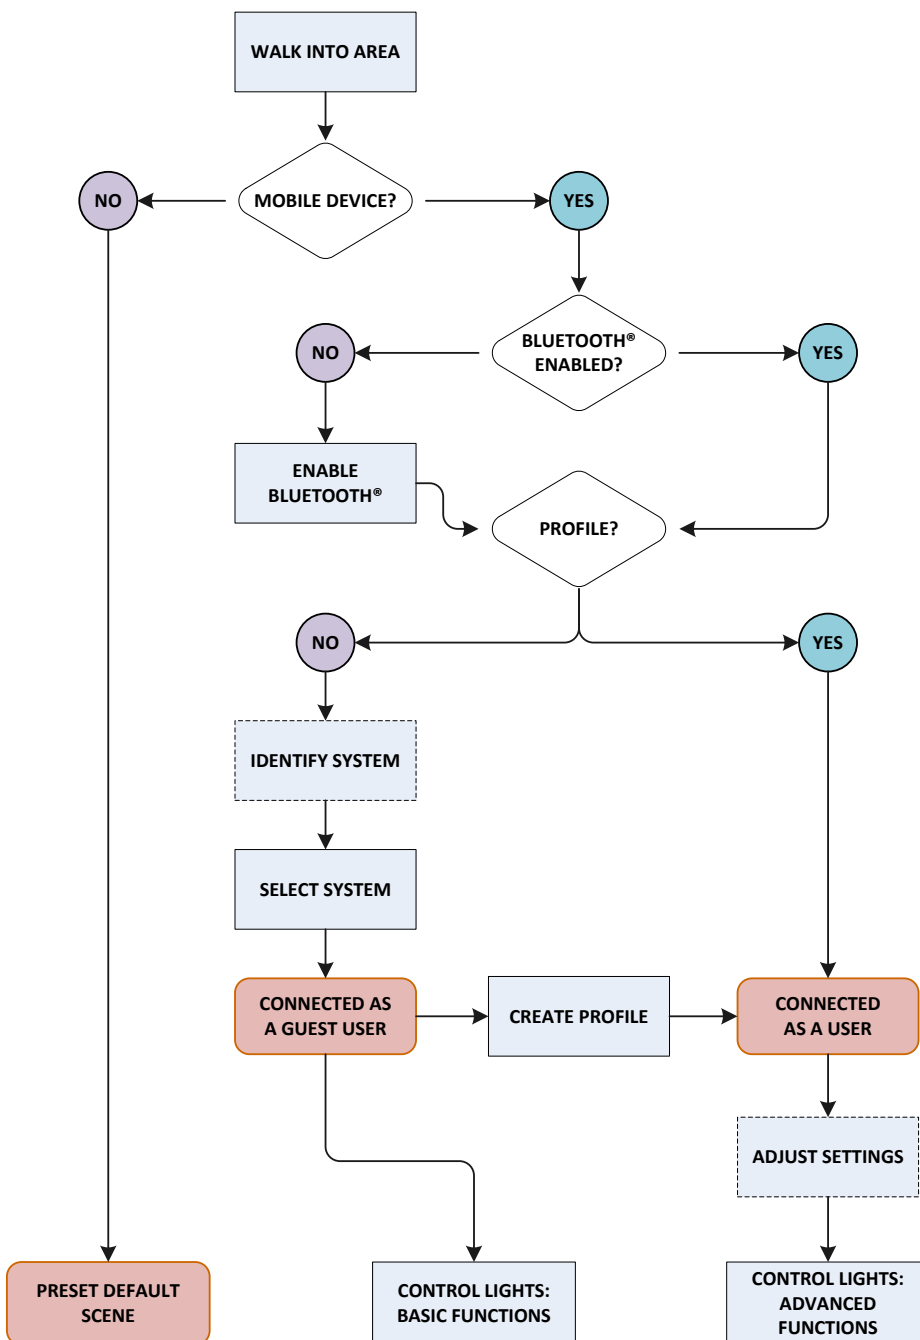 WALK INTO AREA
NO
MOBILE DEVICE?
YES
NO
BLUETOOTH®
ENABLED?
YES
ENABLE
BLUETOOTH®
PROFILE?
NO
YES
IDENTIFY SYSTEM
SELECT SYSTEM
CONNECTED AS
A GUEST USER
CREATE PROFILE
CONNECTED
AS A USER
ADJUST SETTINGS
PRESET DEFAULT
SCENE
CONTROL LIGHTS:
BASIC FUNCTIONS
CONTROL LIGHTS:
ADVANCED
FUNCTIONS